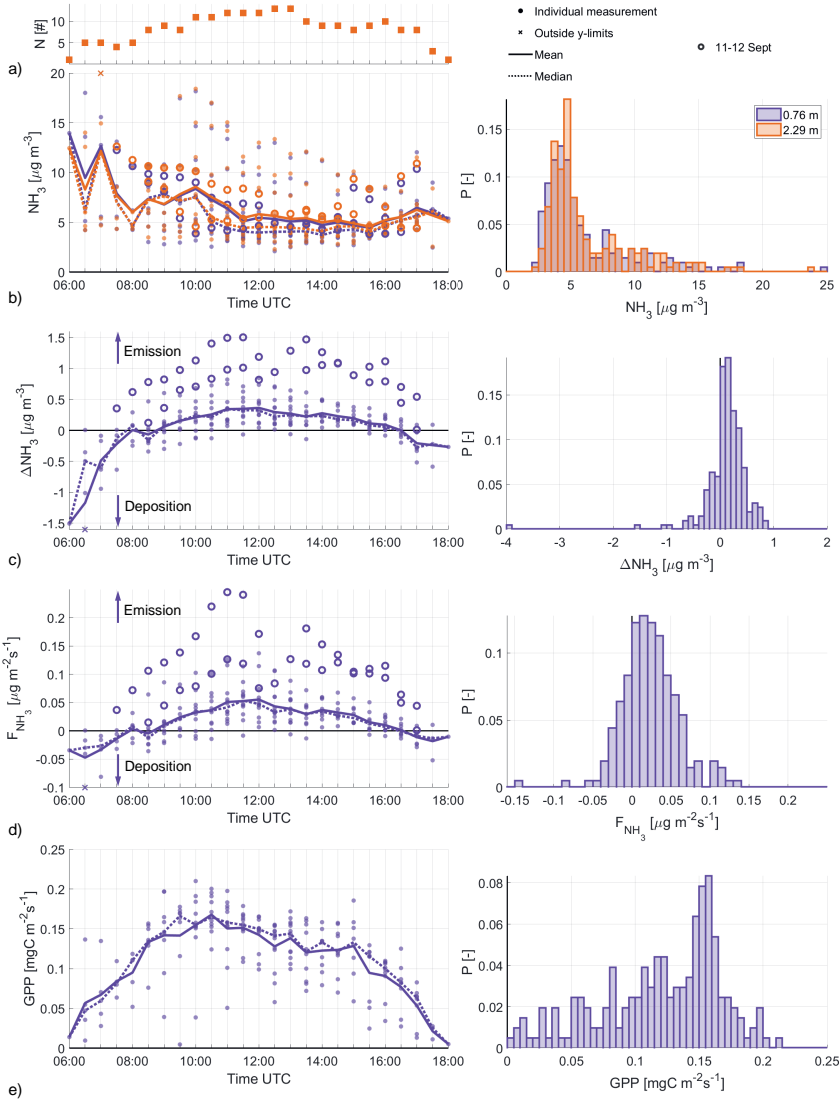 N [#]
10
5
a)
Individual measurement
Outside y-limits
Mean
Median
11-12 Sept
20
15
10
5
0
NH3 [μg m-3]
06:00 08:00 10:00 12:00 14:00 16:00 18:00
Time UTC
b)
0.76 m
2.29 m
0.15
0.1
0.05
0
P [-]
0 5 10 15 20 25
NH3 [μg m-3]
1.5
1
0.5
0
-0.5
-1
-1.5
ΔNH3 [μg m-3]
Emission
Deposition
06:00 08:00 10:00 12:00 14:00 16:00 18:00
Time UTC
c)
0.15
0.1
0.05
0
P [-]
-4 -3 -2 -1 0 1 2
ΔNH3 [μg m-3]
0.2
0.15
0.1
0.05
0
-0.05
-0.1
FNH3 [μg m-2s-1]
Emission
Deposition
06:00 08:00 10:00 12:00 14:00 16:00 18:00
Time UTC
d)
0.1
0.05
0
P [-]
-0.15 -0.1 -0.05 0 0.05 0.1 0.15 0.2
FNH3 [μg m-2s-1]
0.25
0.2
0.15
0.1
0.05
0
GPP [mgC m-2s-1]
06:00 08:00 10:00 12:00 14:00 16:00 18:00
Time UTC
e)
0.08
0.06
0.04
0.02
0
P [-]
0 0.05 0.1 0.15 0.2 0.25
GPP [mgC m-2s-1]